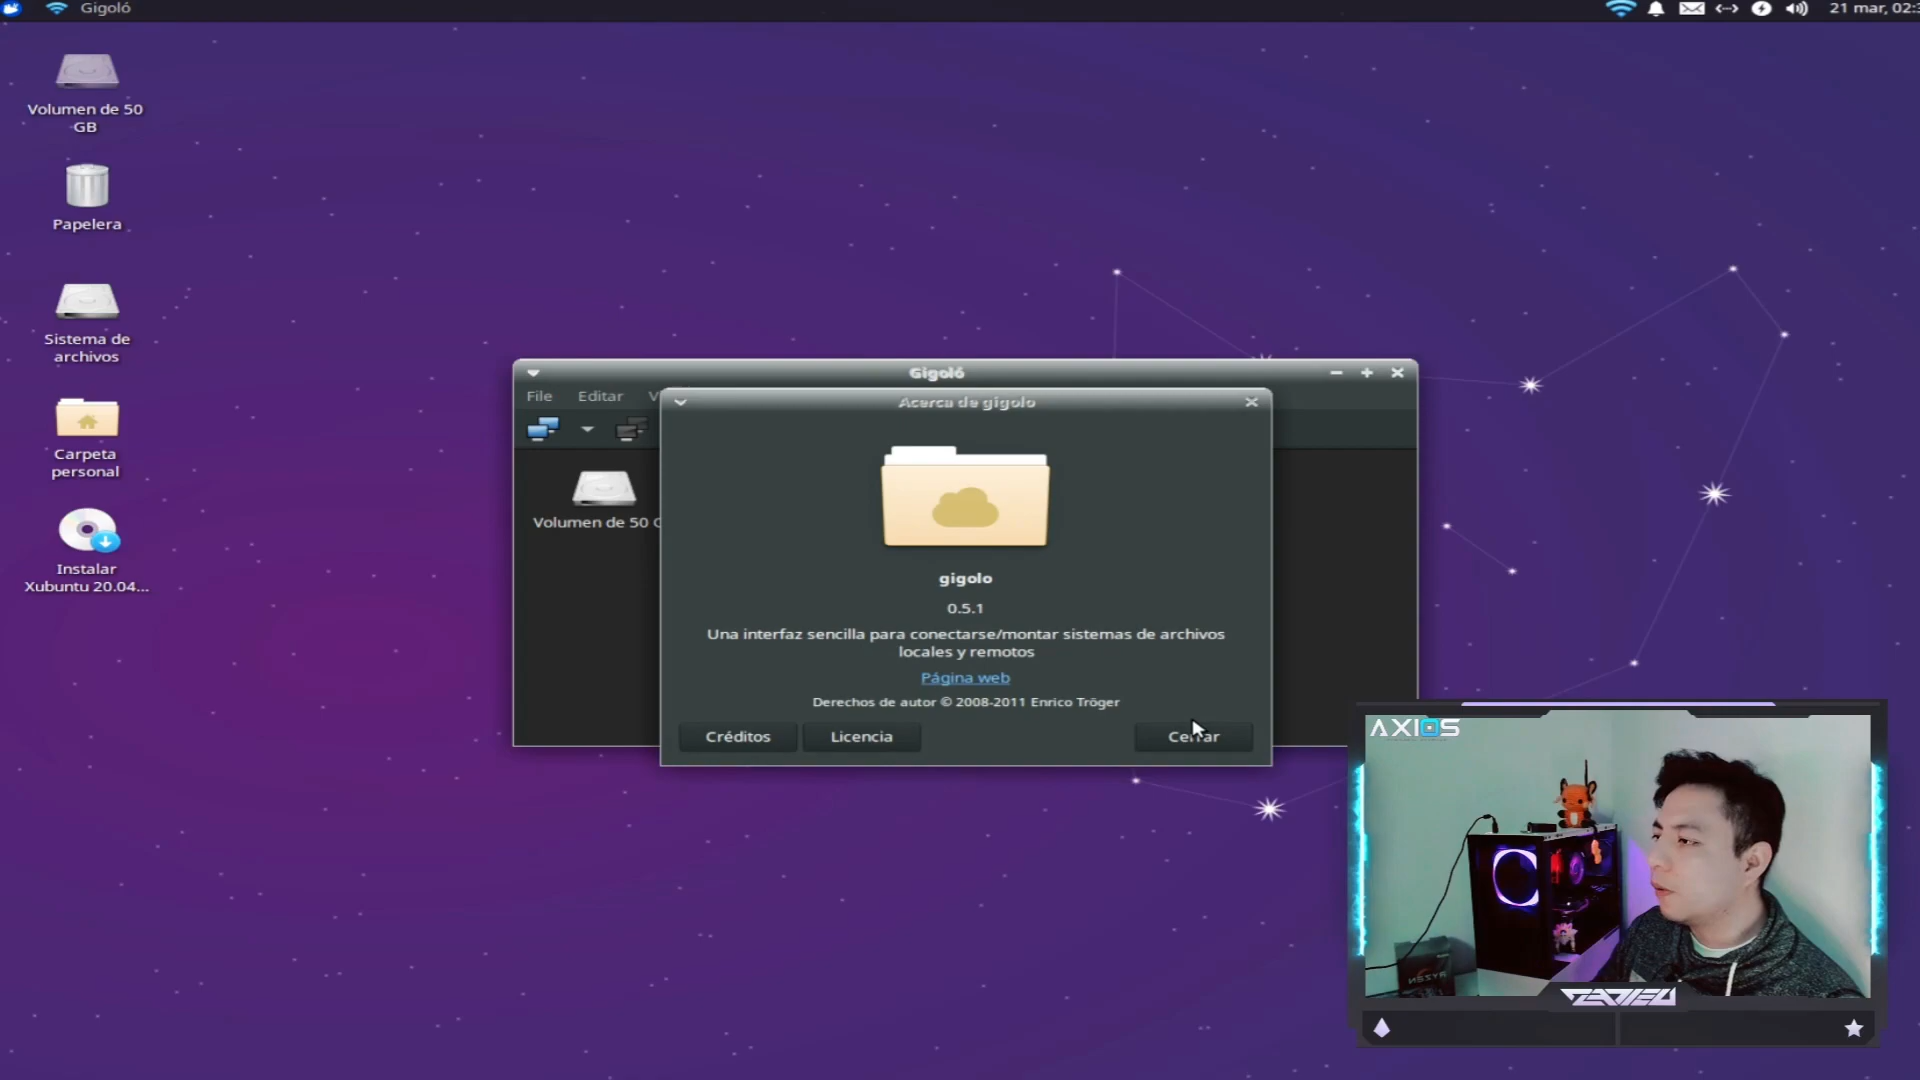 Gigoló
21 mar, 02:3
Volumen de 50
GB
Papelera
Sistema de
archivos
Carpeta
personal
Instalar
Xubuntu 20.04...
Gigoló
File Editar V
Volumen de 50 G
Acerca de gigolo
gigolo
0.5.1
Una interfaz sencilla para conectarse/montar sistemas de archivos
locales y remotos
Página web
Derechos de autor © 2008-2011 Enrico Tröger
Créditos Licencia Cerrar
AXIOS
RYZEN